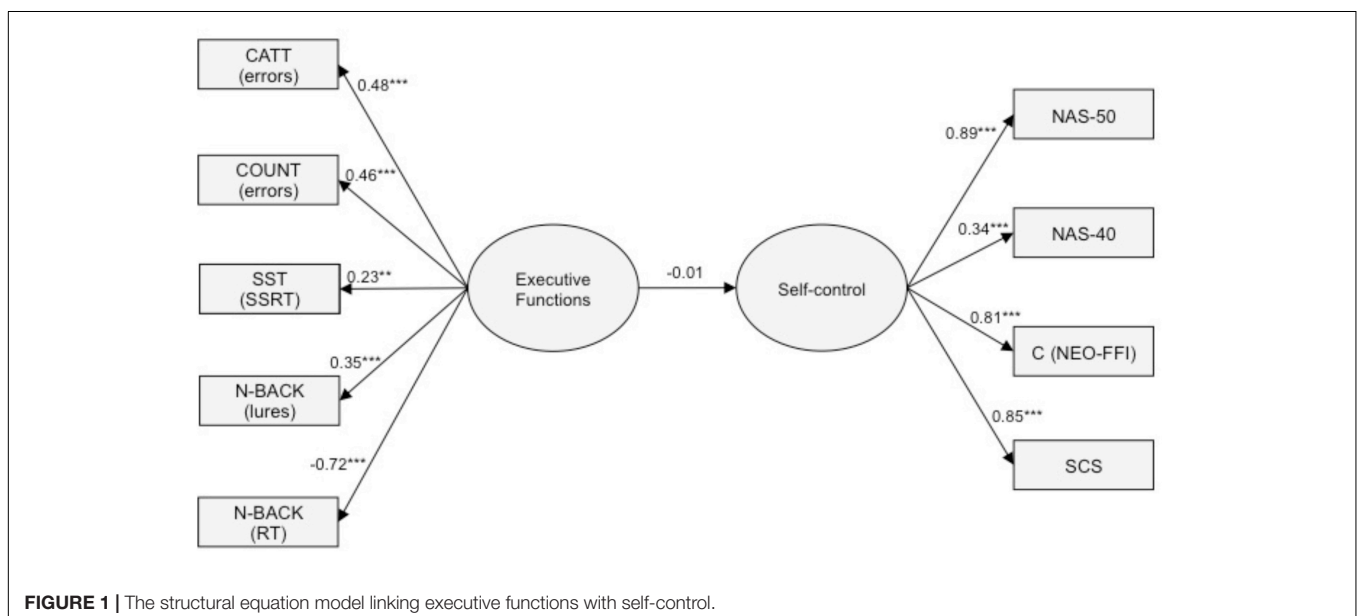 CATT
(errors)
0.48***
COUNT
(errors)
0.46***
SST
(SSRT)
0.23**
N-BACK
(lures)
0.35***
N-BACK
(RT)
-0.72***
Executive
Functions
-0.01
Self-control
0.89***
NAS-50
0.34***
NAS-40
0.81***
C (NEO-FFI)
0.85***
SCS
FIGURE 1 | The structural equation model linking executive functions with self-control.